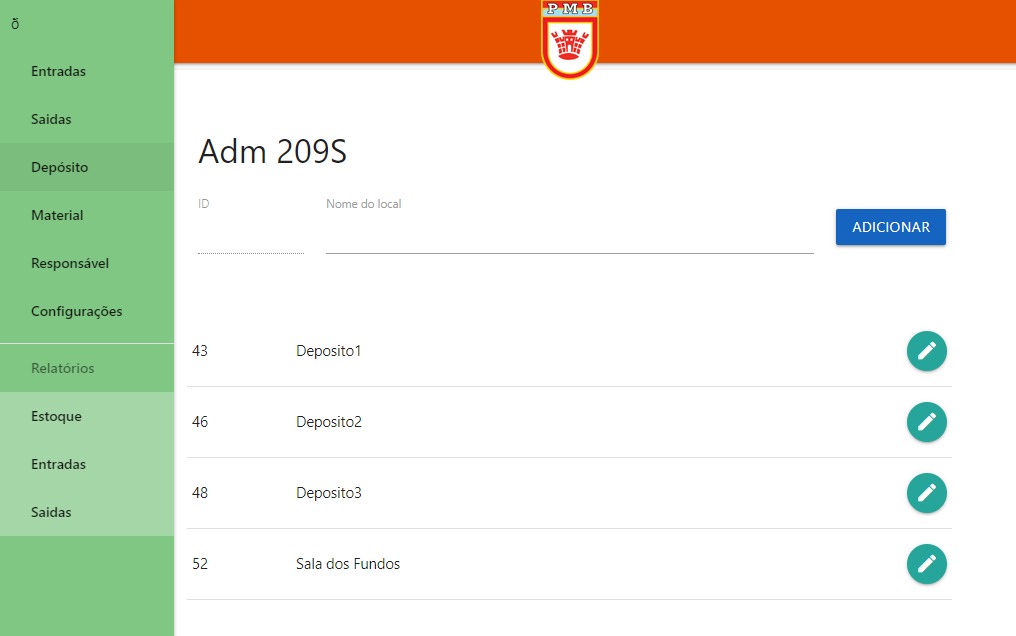 ð
Entradas
Saidas
Depósito
Material
Responsável
Configurações
Relatórios
Estoque
Entradas
Saidas
PMB
Adm 209S
ID
Nome do local
ADICIONAR
43 Deposito1
46 Deposito2
48 Deposito3
52 Sala dos Fundos